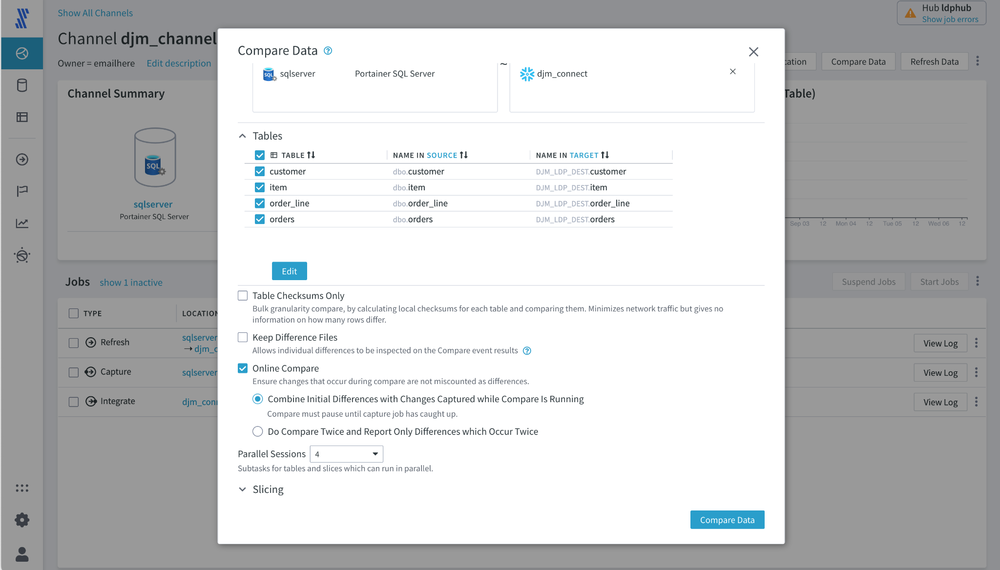 Show All Channels
Hub ldphub
Show job errors
Channel djm_channel
Owner = emailhere Edit description
Compare Data
Refresh Data
Channel Summary
Table)
SQL
sqlserver
Portainer SQL Server
Sep 03 12 Mon 04 12 Tue 05 12 Wed 06 12
Jobs show 1 inactive
Suspend Jobs
Start Jobs
TYPE
LOCATION
Refresh
sqlserver
→
View Log
Capture
sqlserver
View Log
Integrate
View Log
Compare Data
SQL sqlserver Portainer SQL Server
~
djm_connect
Tables
TABLE NAME IN SOURCE NAME IN TARGET
customer dbo.customer DJM_LDP_DEST.customer
item dbo.item DJM_LDP_DEST.item
order_line dbo.order_line DJM_LDP_DEST.order_line
orders dbo.orders DJM_LDP_DEST.orders
Edit
Table Checksums Only
Bulk granularity compare, by calculating local checksums for each table and comparing them. Minimizes network traffic but gives no
information on how many rows differ.
Keep Difference Files
Allows individual differences to be inspected on the Compare event results
Online Compare
Ensure changes that occur during compare are not miscounted as differences.
Combine Initial Differences with Changes Captured while Compare Is Running
Compare must pause until capture job has caught up.
Do Compare Twice and Report Only Differences which Occur Twice
Parallel Sessions 4
Subtasks for tables and slices which can run in parallel.
Slicing
Compare Data